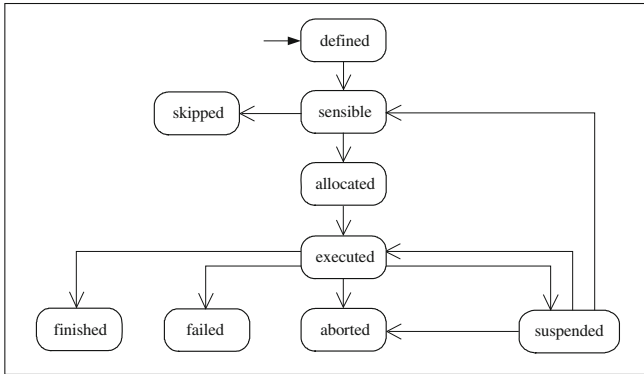 defined
skipped
sensible
allocated
executed
finished
failed
aborted
suspended